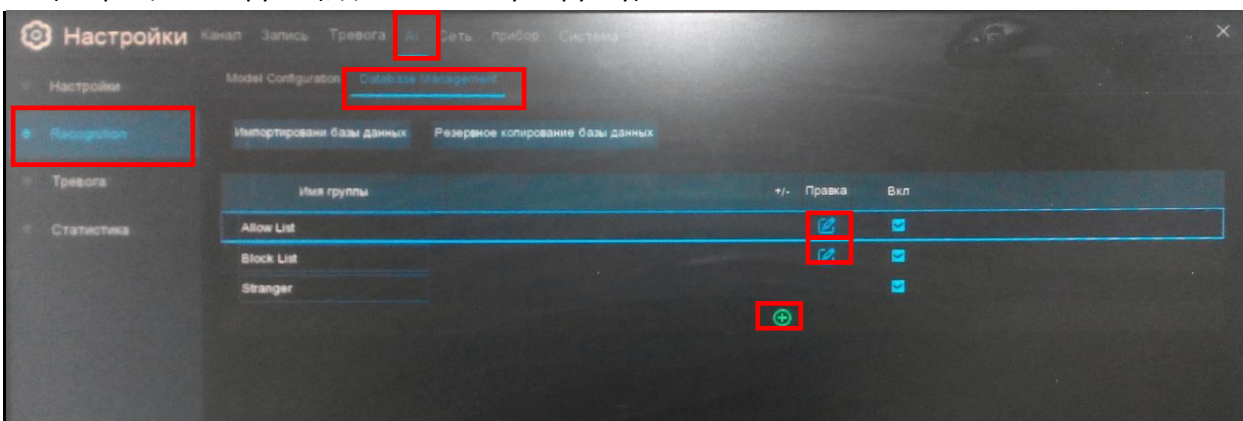 Настройки Канал Запись Тревога AI Сеть прибор Система
Настройки
Model Configuration Database Management
Recognition
Импортировани базы данных Резервное копирование базы данных
Тревога
Имя группы +/- Правка Вкл
Статистика
Allow List
Block List
Stranger